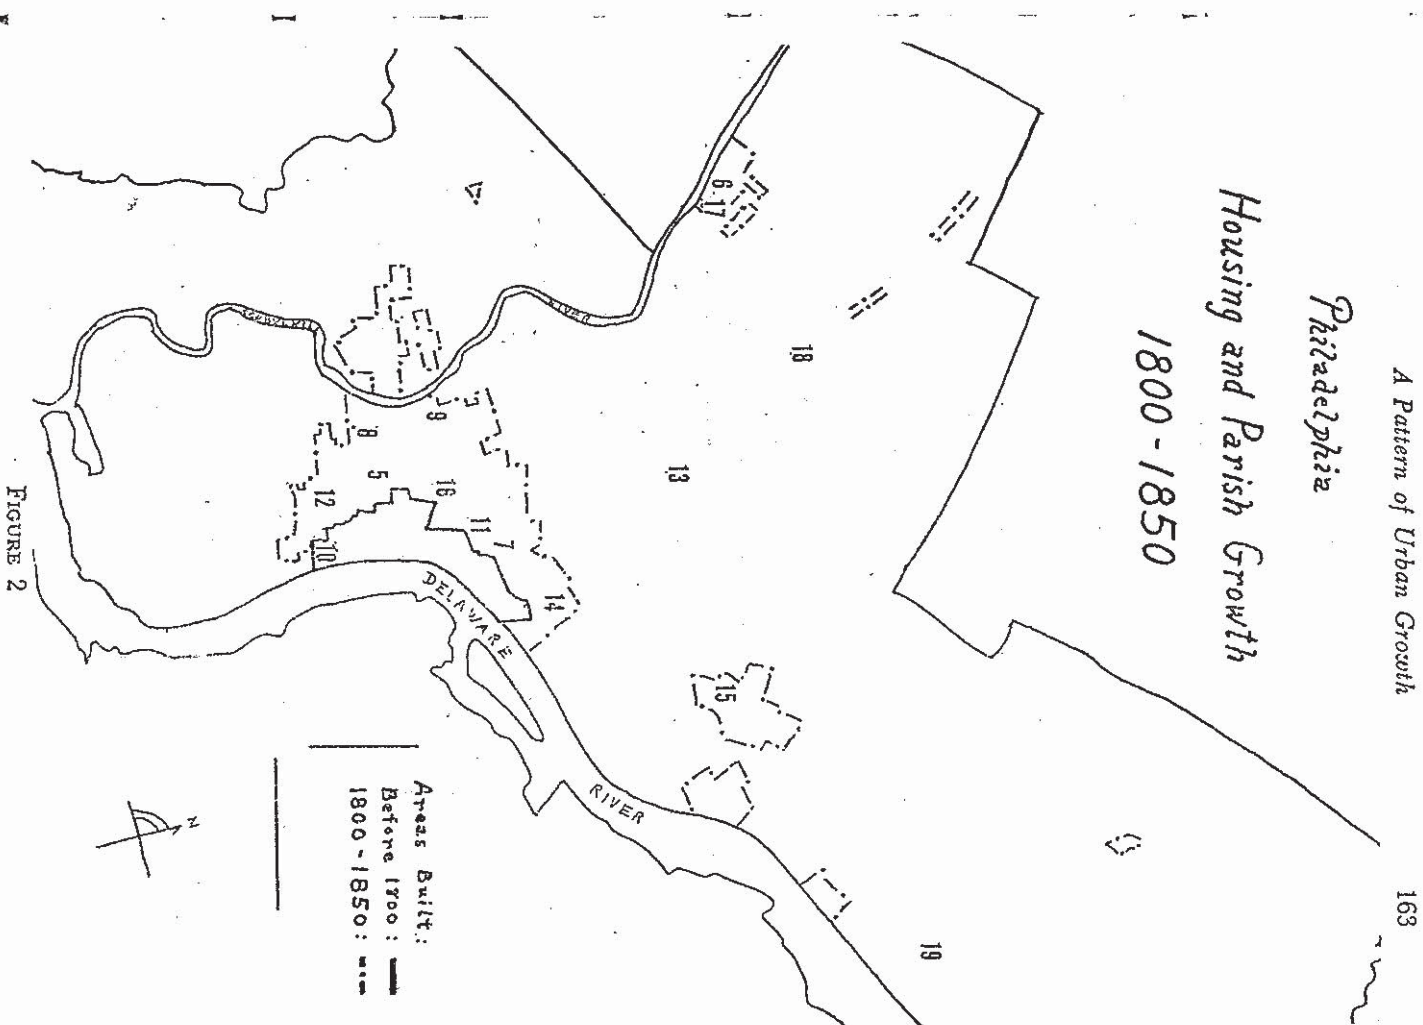 A Pattern of Urban Growth
163
Philadelphia
Housing and Parish Growth
1800-1850
6
17
18
9
8
13
5
16
12
11
7
10
14
15
19
RIVER
DELAWARE
RIVER
Areas Built:
Before 1800:
1800-1850:
N
FIGURE 2